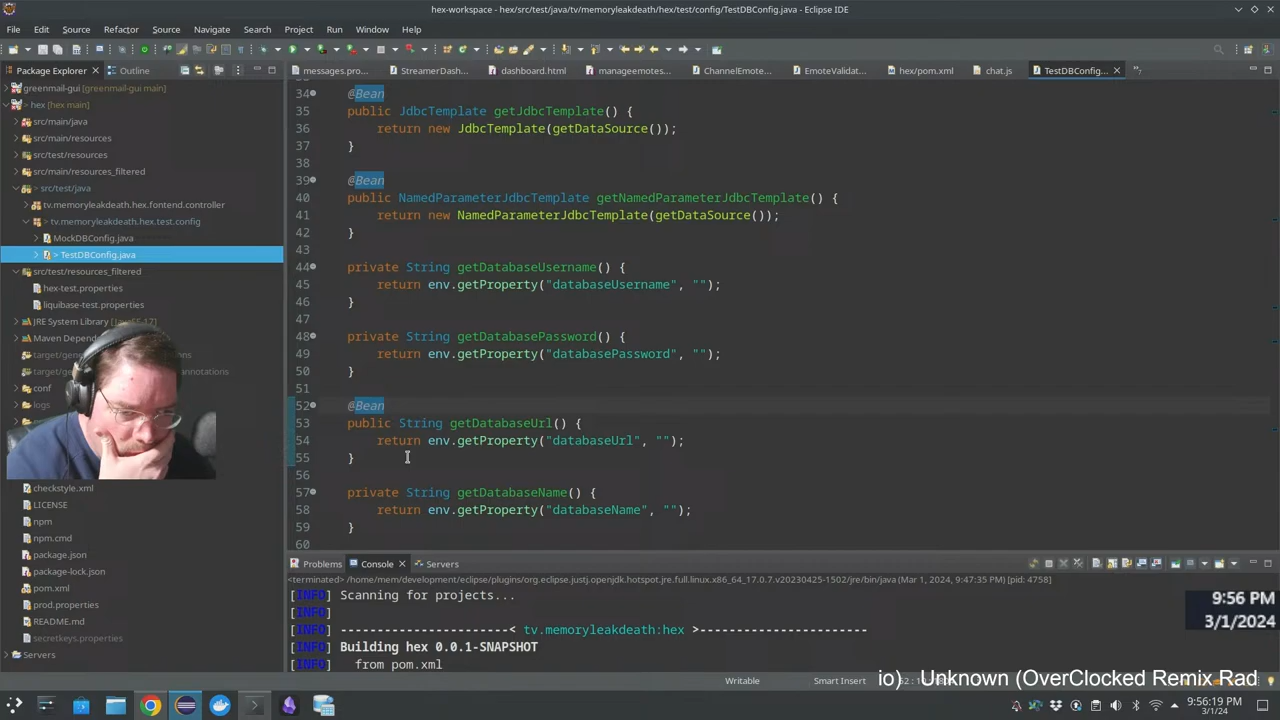 hex-workspace - hex/src/test/java/tv/memoryleakdeath/hex/test/config/TestDBConfig.java - Eclipse IDE
File Edit Source Refactor Source Navigate Search Project Run Window Help
Package Explorer Outline
messages.pro... StreamerDash... dashboard.html manageemotes... ChannelEmote... EmoteValidat... hex/pom.xml chat.js TestDBConfig...
greenmail-gui [greenmail-gui main]
> hex [hex main]
src/main/java
src/main/resources
src/test/resources
src/main/resources_filtered
> src/test/java
tv.memoryleakdeath.hex.fontend.controller
> tv.memoryleakdeath.hex.test.config
MockDBConfig.java
> TestDBConfig.java
src/test/resources_filtered
hex-test.properties
liquibase-test.properties
JRE System Library
Maven Depend
target/gene
target/ge
conf
logs
checkstyle.xml
LICENSE
npm
npm.cmd
package.json
package-lock.json
pom.xml
prod.properties
README.md
secretkeys.properties
Servers
34 @Bean
35 public JdbcTemplate getJdbcTemplate() {
36 return new JdbcTemplate(getDataSource());
37 }
38
39 @Bean
40 public NamedParameterJdbcTemplate getNamedParameterJdbcTemplate() {
41 return new NamedParameterJdbcTemplate(getDataSource());
42 }
43
44 private String getDatabaseUsername() {
45 return env.getProperty("databaseUsername", "");
46 }
47
48 private String getDatabasePassword() {
49 return env.getProperty("databasePassword", "");
50 }
51
52 @Bean
53 public String getDatabaseUrl() {
54 return env.getProperty("databaseUrl", "");
55 }
56
57 private String getDatabaseName() {
58 return env.getProperty("databaseName", "");
59 }
60
Problems Console Servers
<terminated> /home/mem/development/eclipse/plugins/org.eclipse.justj.openjdk.hotspot.jre.full.linux.x86_64_17.0.7.v20230425-1502/jre/bin/java (Mar 1, 2024, 9:47:35 PM) [pid: 4758]
[INFO] Scanning for projects...
[INFO]
[INFO] ----------------------< tv.memoryleakdeath:hex >-----------------------
[INFO] Building hex 0.0.1-SNAPSHOT
[INFO] from pom.xml
9:56 PM
3/1/2024
Writable Smart Insert
io) Unknown (OverClocked Remix Rad
9:56:19 PM
3/1/24